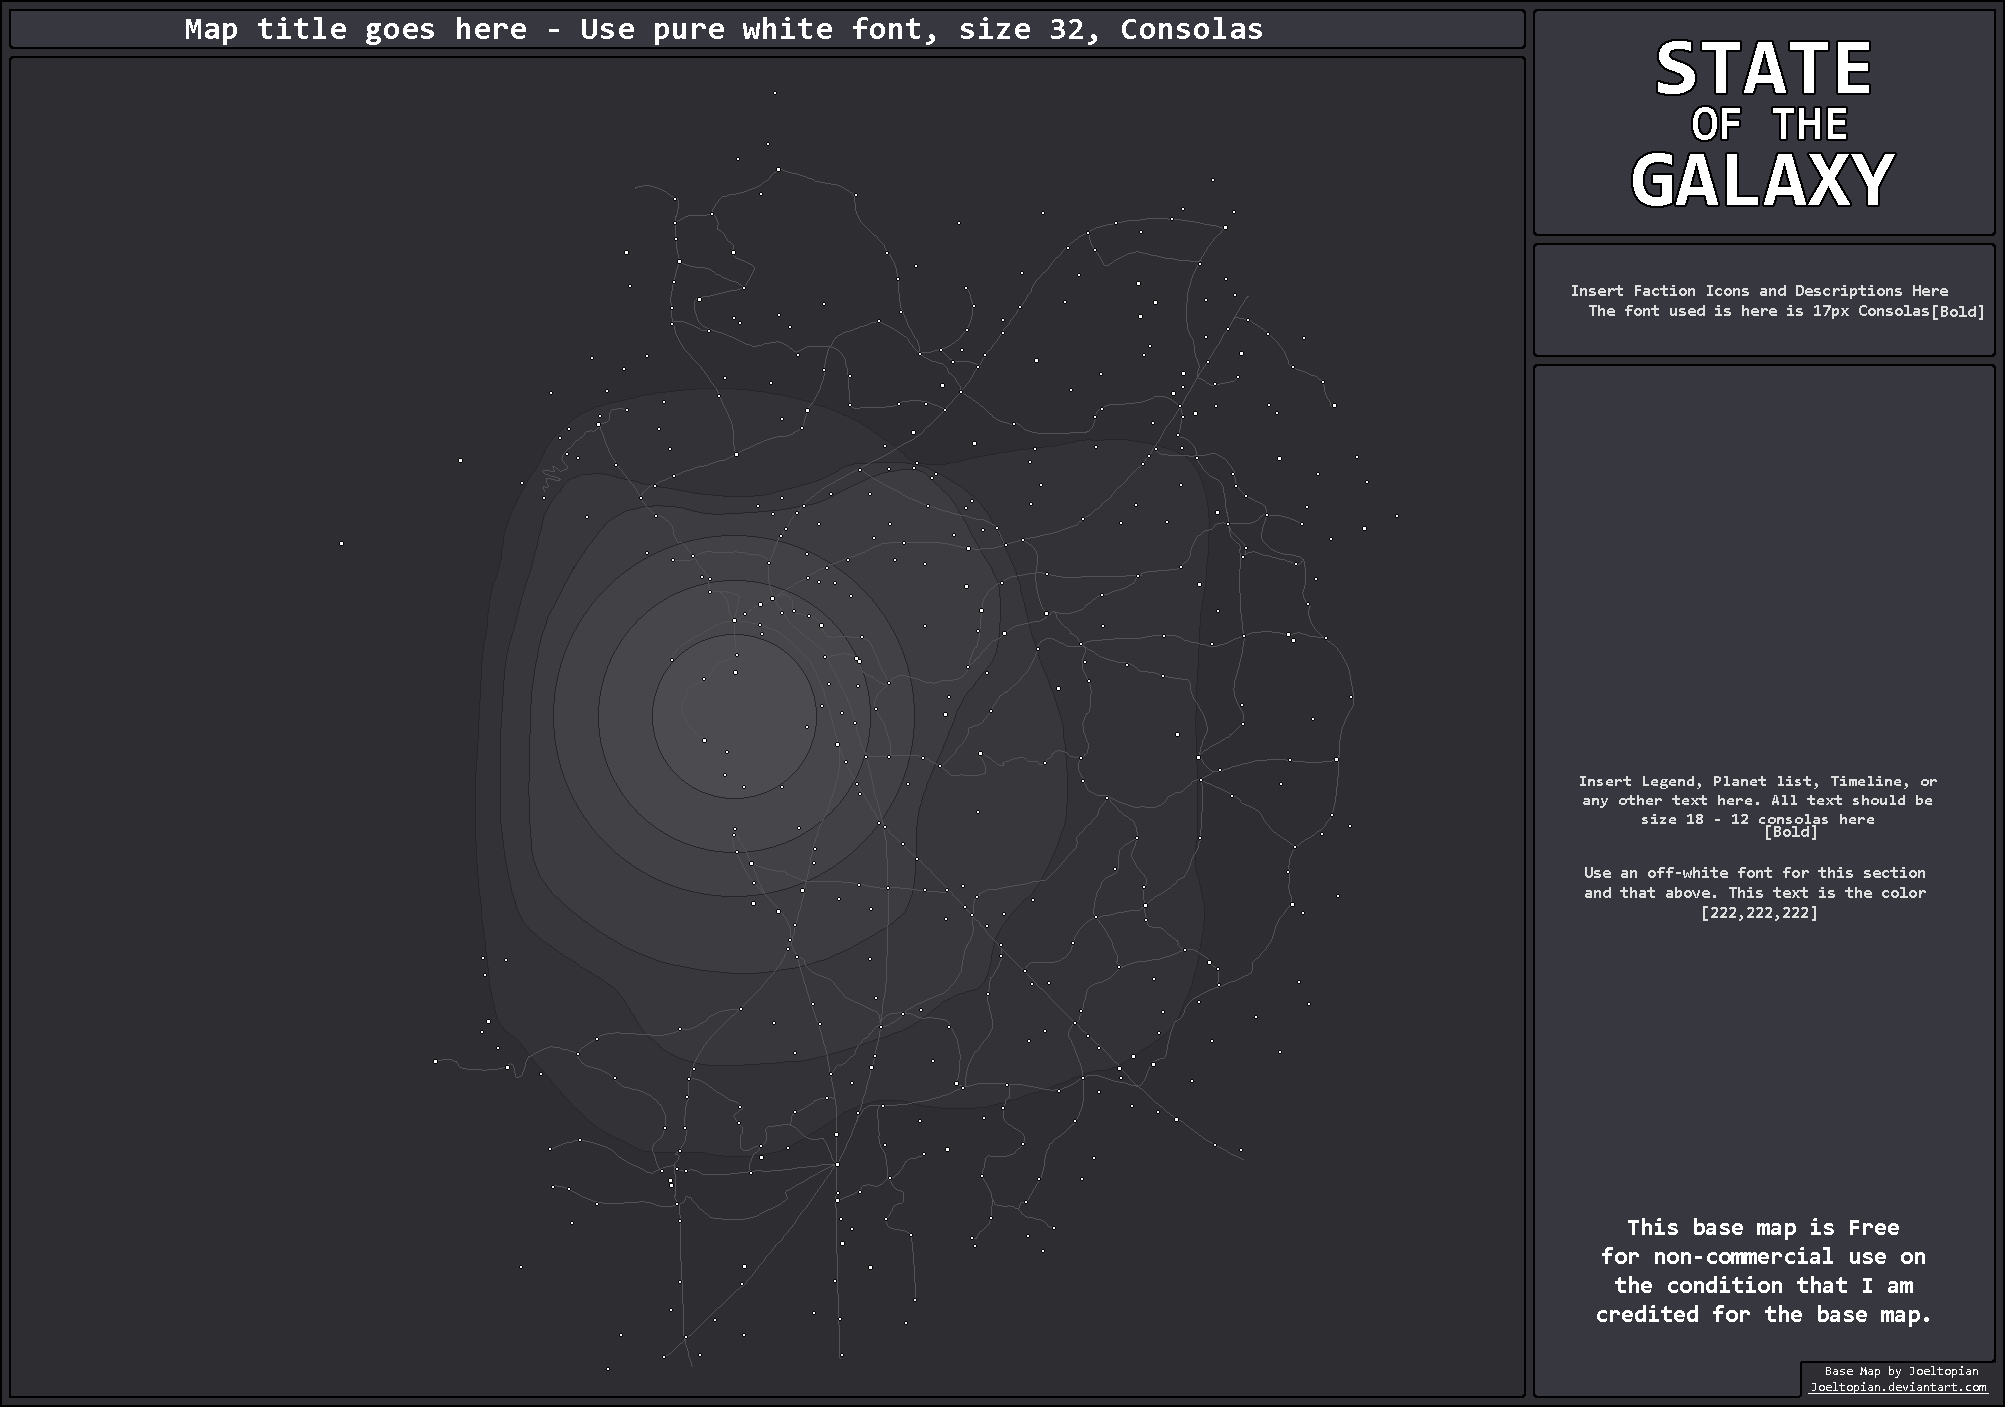 Map title goes here - Use pure white font, size 32, Consolas
STATE
OF THE
GALAXY
Insert Faction Icons and Descriptions Here
The font used is here is 17px Consolas[Bold]
Insert Legend, Planet list, Timeline, or
any other text here. All text should be
size 18 - 12 consolas here
[Bold]
Use an off-white font for this section
and that above. This text is the color
[222,222,222]
This base map is Free
for non-commercial use on
the condition that I am
credited for the base map.
Base Map by Joeltopian
Joeltopian.deviantart.com